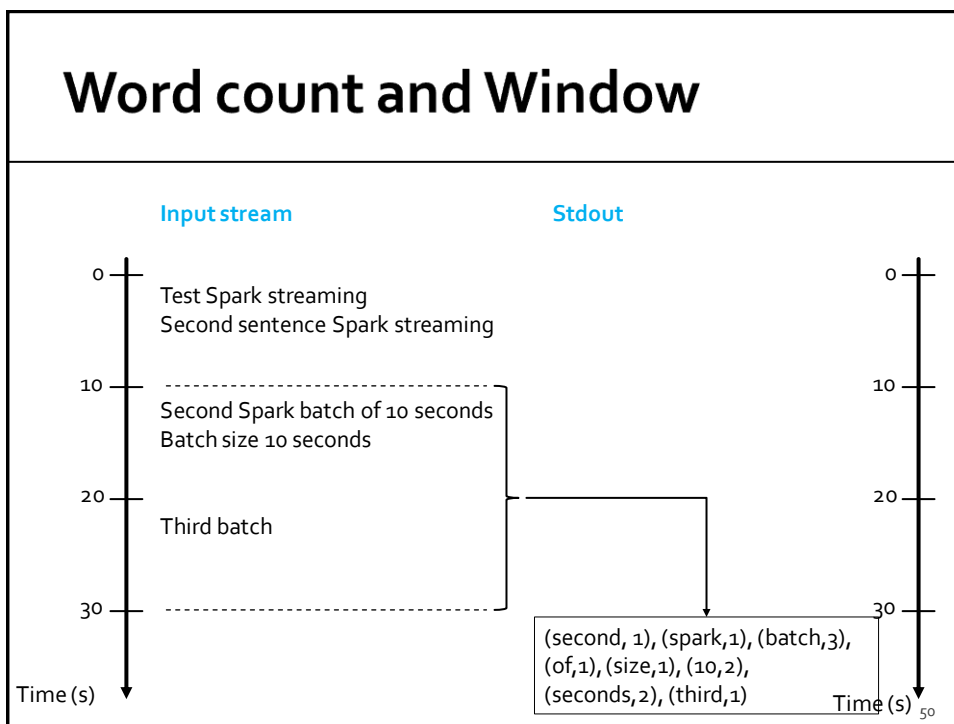 Word count and Window
Input stream
Stdout
0
Test Spark streaming
Second sentence Spark streaming
10
Second Spark batch of 10 seconds
Batch size 10 seconds
20
Third batch
30
Time (s)
0
10
20
30
(second, 1), (spark,1), (batch,3),
(of,1), (size,1), (10,2),
(seconds,2), (third,1)
Time (s)
50